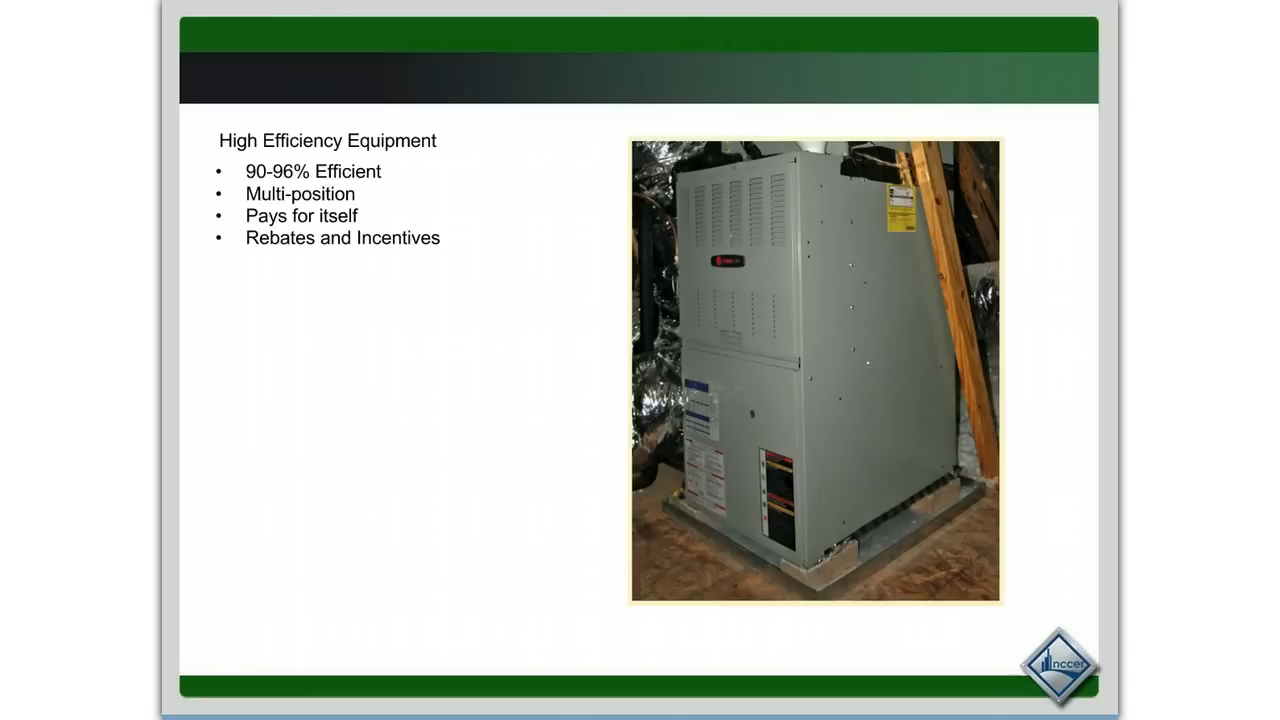 High Efficiency Equipment
• 90-96% Efficient
• Multi-position
• Pays for itself
• Rebates and Incentives
nccer